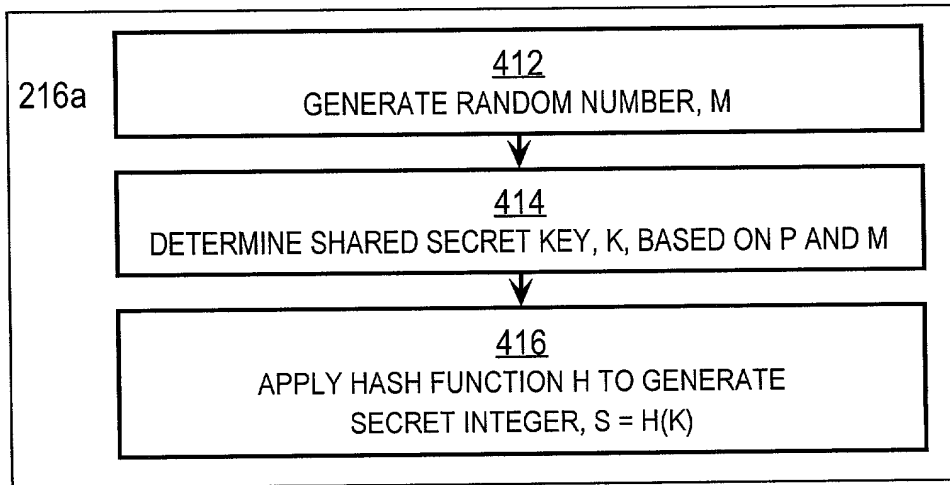 216a
412
GENERATE RANDOM NUMBER, M
414
DETERMINE SHARED SECRET KEY, K, BASED ON P AND M
416
APPLY HASH FUNCTION H TO GENERATE
SECRET INTEGER, S = H(K)